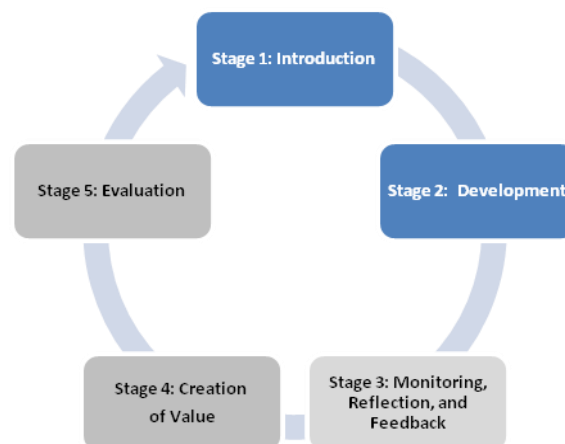 Stage 1: Introduction
Stage 2: Development
Stage 3: Monitoring,
Reflection, and
Feedback
Stage 4: Creation
of Value
Stage 5: Evaluation